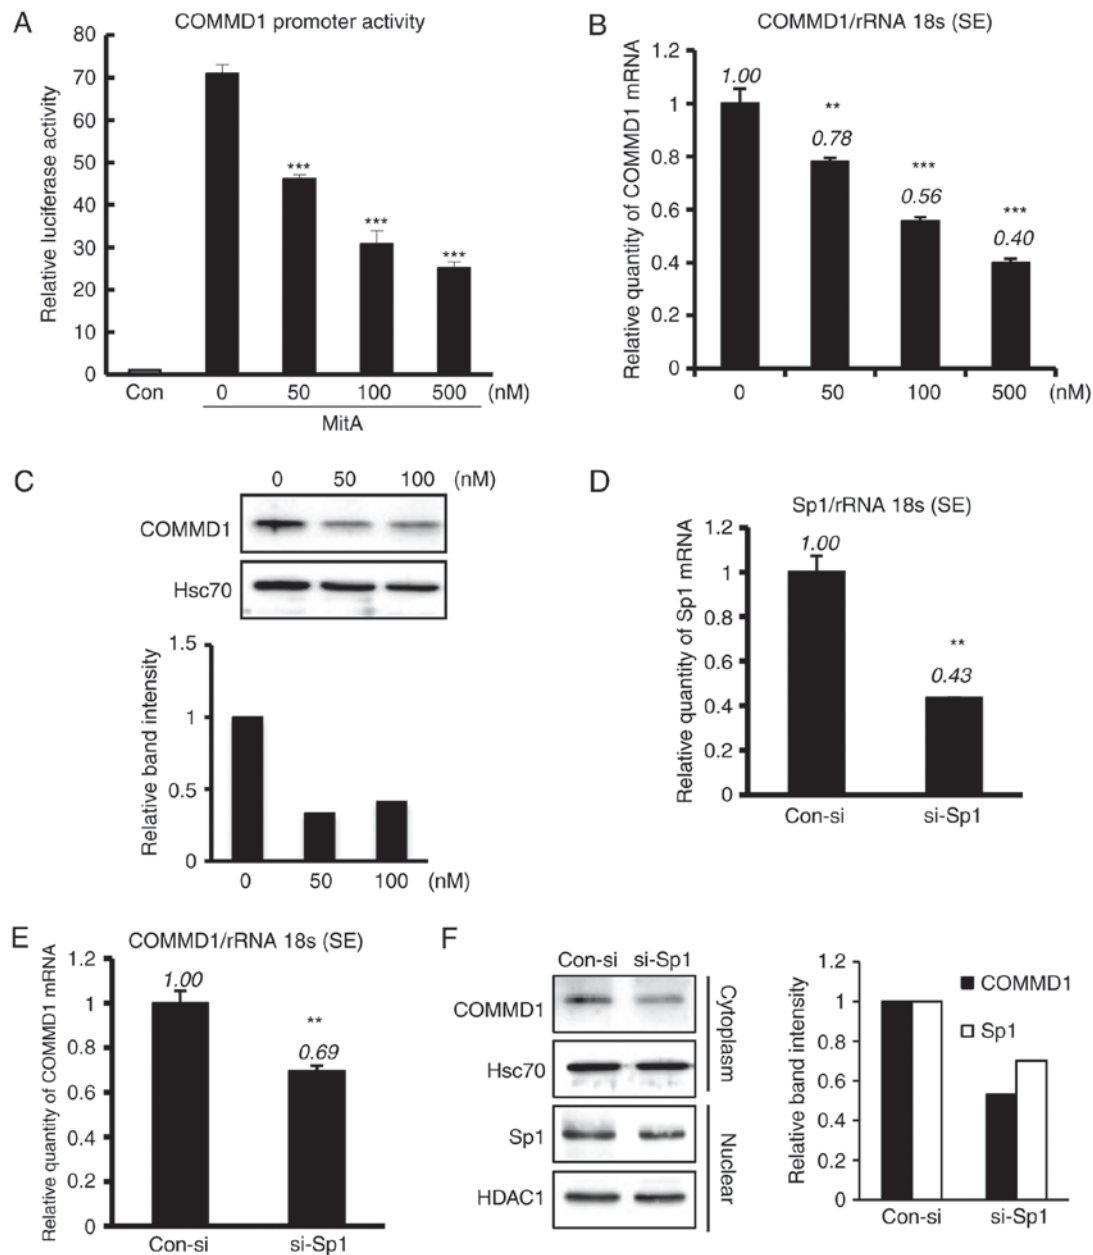 A
COMMD1 promoter activity
Relative luciferase activity
80
70
60
50
40
30
20
10
0
***
***
***
Con 0 50 100 500 (nM)
MitA
B
COMMD1/rRNA 18s (SE)
Relative quantity of COMMD1 mRNA
1.2
1
0.8
0.6
0.4
0.2
0
1.00
**
0.78
***
0.56
***
0.40
0 50 100 500 (nM)
C
0 50 100 (nM)
COMMD1
Hsc70
Relative band intensity
1.5
1
0.5
0
0 50 100 (nM)
D
Sp1/rRNA 18s (SE)
Relative quantity of Sp1 mRNA
1.2
1
0.8
0.6
0.4
0.2
0
1.00
**
0.43
Con-si si-Sp1
E
COMMD1/rRNA 18s (SE)
Relative quantity of COMMD1 mRNA
1.2
1
0.8
0.6
0.4
0.2
0
1.00
**
0.69
Con-si si-Sp1
F
Con-si si-Sp1
COMMD1
Hsc70
Sp1
HDAC1
Cytoplasm
Nuclear
Relative band intensity
1.2
1
0.8
0.6
0.4
1.2
0
COMMD1
Sp1
Con-si si-Sp1